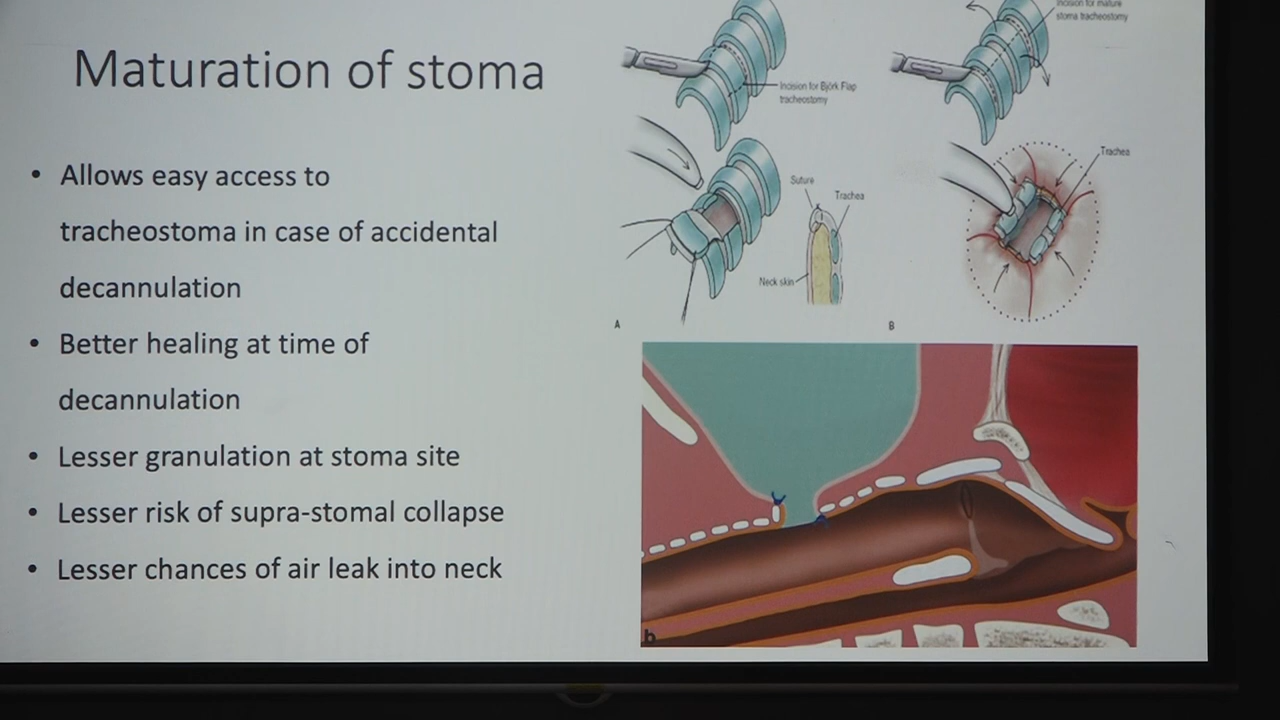 Maturation of stoma
• Allows easy access to
tracheostoma in case of accidental
decannulation
• Better healing at time of
decannulation
• Lesser granulation at stoma site
• Lesser risk of supra-stomal collapse
• Lesser chances of air leak into neck
Incision for Björk Flap
tracheostomy
Suture
Trachea
Neck skin
A
Incision for mature
stoma tracheostomy
Trachea
B
b